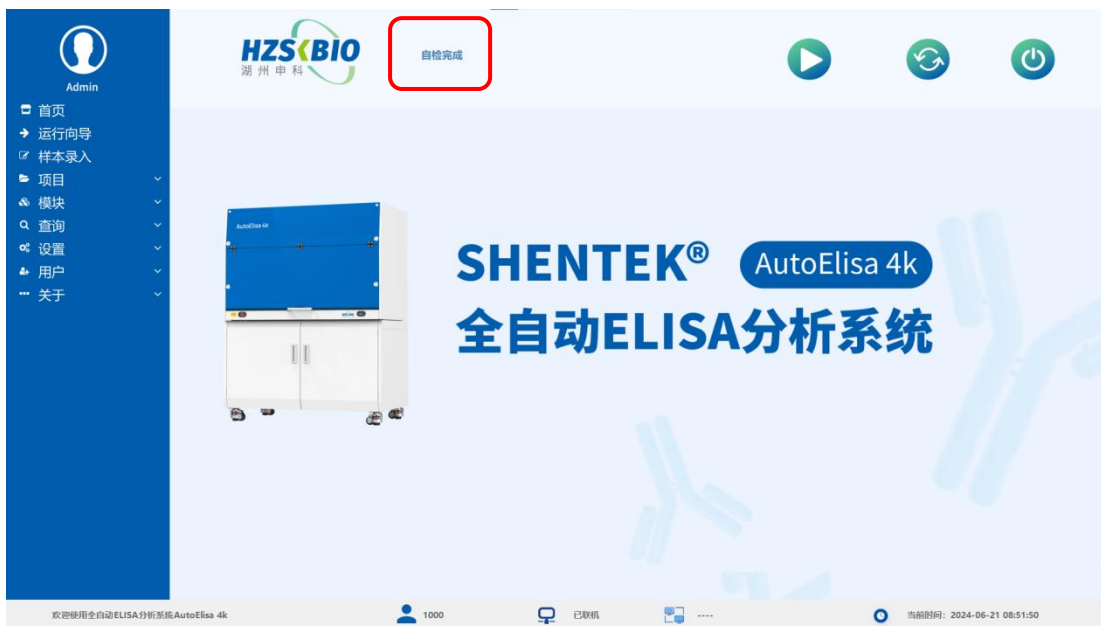 Admin
首页
运行向导
样本录入
项目
模块
查询
设置
用户
关于
HZSKBIO
湖州申科
自检完成
AutoElisa 4k
SHENTEK® AutoElisa 4k
全自动ELISA分析系统
欢迎使用全自动ELISA分析系统AutoElisa 4k
1000
已联机
----
当前时间：2024-06-21 08:51:50